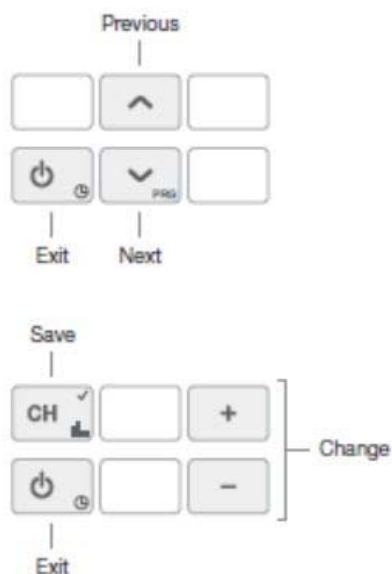 Previous
PRG
Exit Next
Save
CH
+
Change
−
Exit